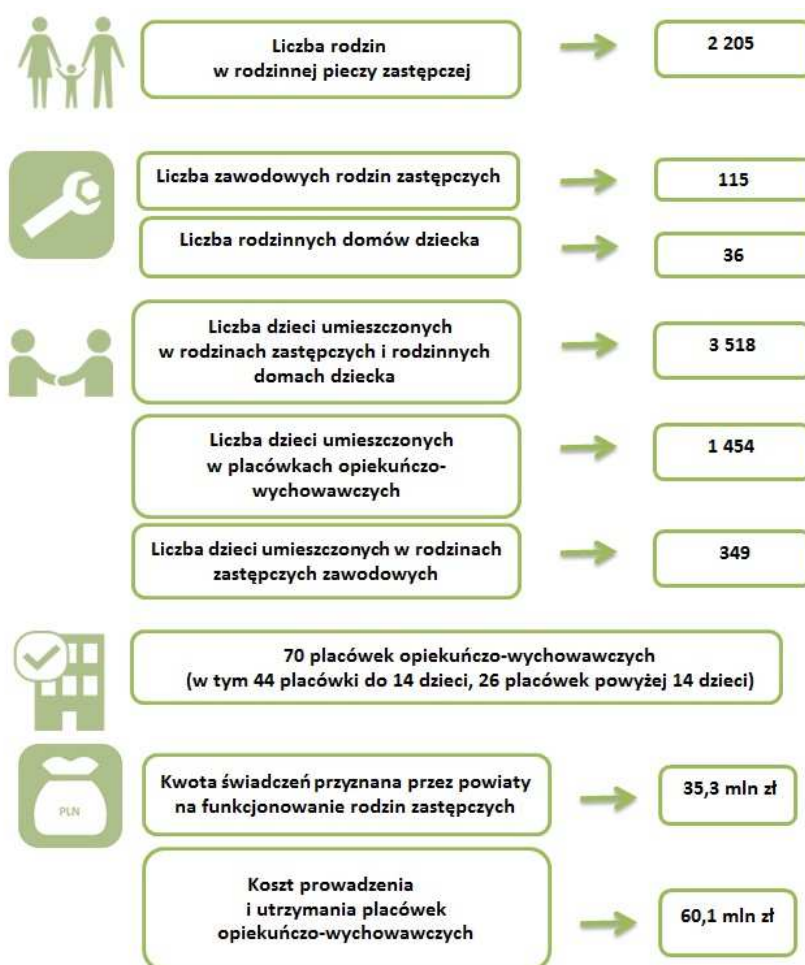 Liczba rodzin
w rodzinnej pieczy zastępczej
2 205
Liczba zawodowych rodzin zastępczych
115
Liczba rodzinnych domów dziecka
36
Liczba dzieci umieszczonych
w rodzinach zastępczych i rodzinnych
domach dziecka
3 518
Liczba dzieci umieszczonych
w placówkach opiekuńczo-
wychowawczych
1 454
Liczba dzieci umieszczonych w rodzinach
zastępczych zawodowych
349
70 placówek opiekuńczo-wychowawczych
(w tym 44 placówki do 14 dzieci, 26 placówek powyżej 14 dzieci)
PLN
Kwota świadczeń przyznana przez powiaty
na funkcjonowanie rodzin zastępczych
35,3 mln zł
Koszt prowadzenia
i utrzymania placówek
opiekuńczo-wychowawczych
60,1 mln zł